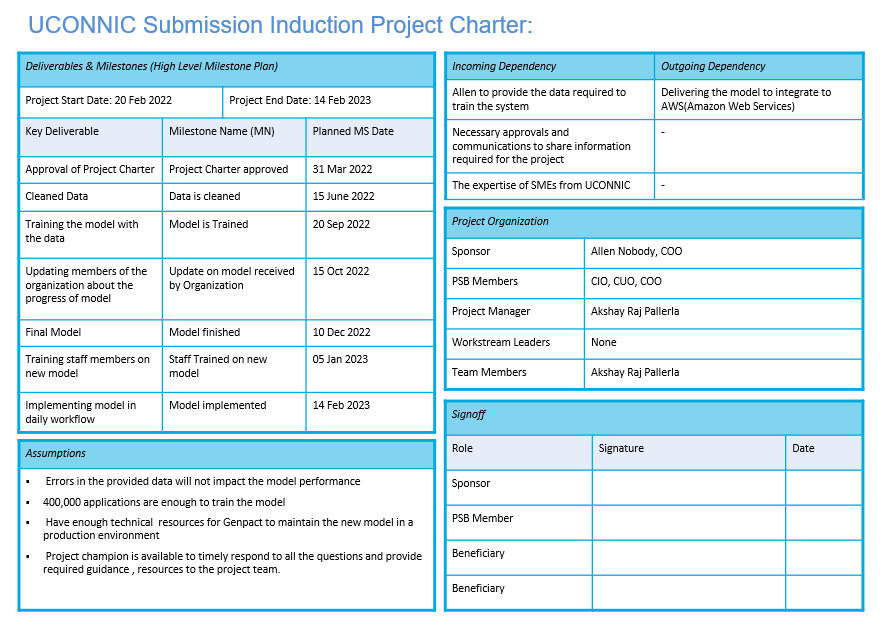 UCONNIC Submission Induction Project Charter:
Deliverables & Milestones (High Level Milestone Plan)
Project Start Date: 20 Feb 2022
Project End Date: 14 Feb 2023
Key Deliverable
Milestone Name (MN)
Planned MS Date
Approval of Project Charter
Project Charter approved
31 Mar 2022
Cleaned Data
Data is cleaned
15 June 2022
Training the model with
the data
Model is Trained
20 Sep 2022
Updating members of the
organization about the
progress of model
Update on model received
by Organization
15 Oct 2022
Final Model
Model finished
10 Dec 2022
Training staff members on
new model
Staff Trained on new
model
05 Jan 2023
Implementing model in
daily workflow
Model implemented
14 Feb 2023
Assumptions
▪ Errors in the provided data will not impact the model performance
▪ 400,000 applications are enough to train the model
▪ Have enough technical resources for Genpact to maintain the new model in a
production environment
▪ Project champion is available to timely respond to all the questions and provide
required guidance , resources to the project team.
Incoming Dependency
Outgoing Dependency
Allen to provide the data required to
train the system
Delivering the model to integrate to
AWS(Amazon Web Services)
Necessary approvals and
communications to share information
required for the project
-
The expertise of SMEs from UCONNIC
-
Project Organization
Sponsor
Allen Nobody, COO
PSB Members
CIO, CUO, COO
Project Manager
Akshay Raj Pallerla
Workstream Leaders
None
Team Members
Akshay Raj Pallerla
Signoff
Role
Signature
Date
Sponsor
PSB Member
Beneficiary
Beneficiary